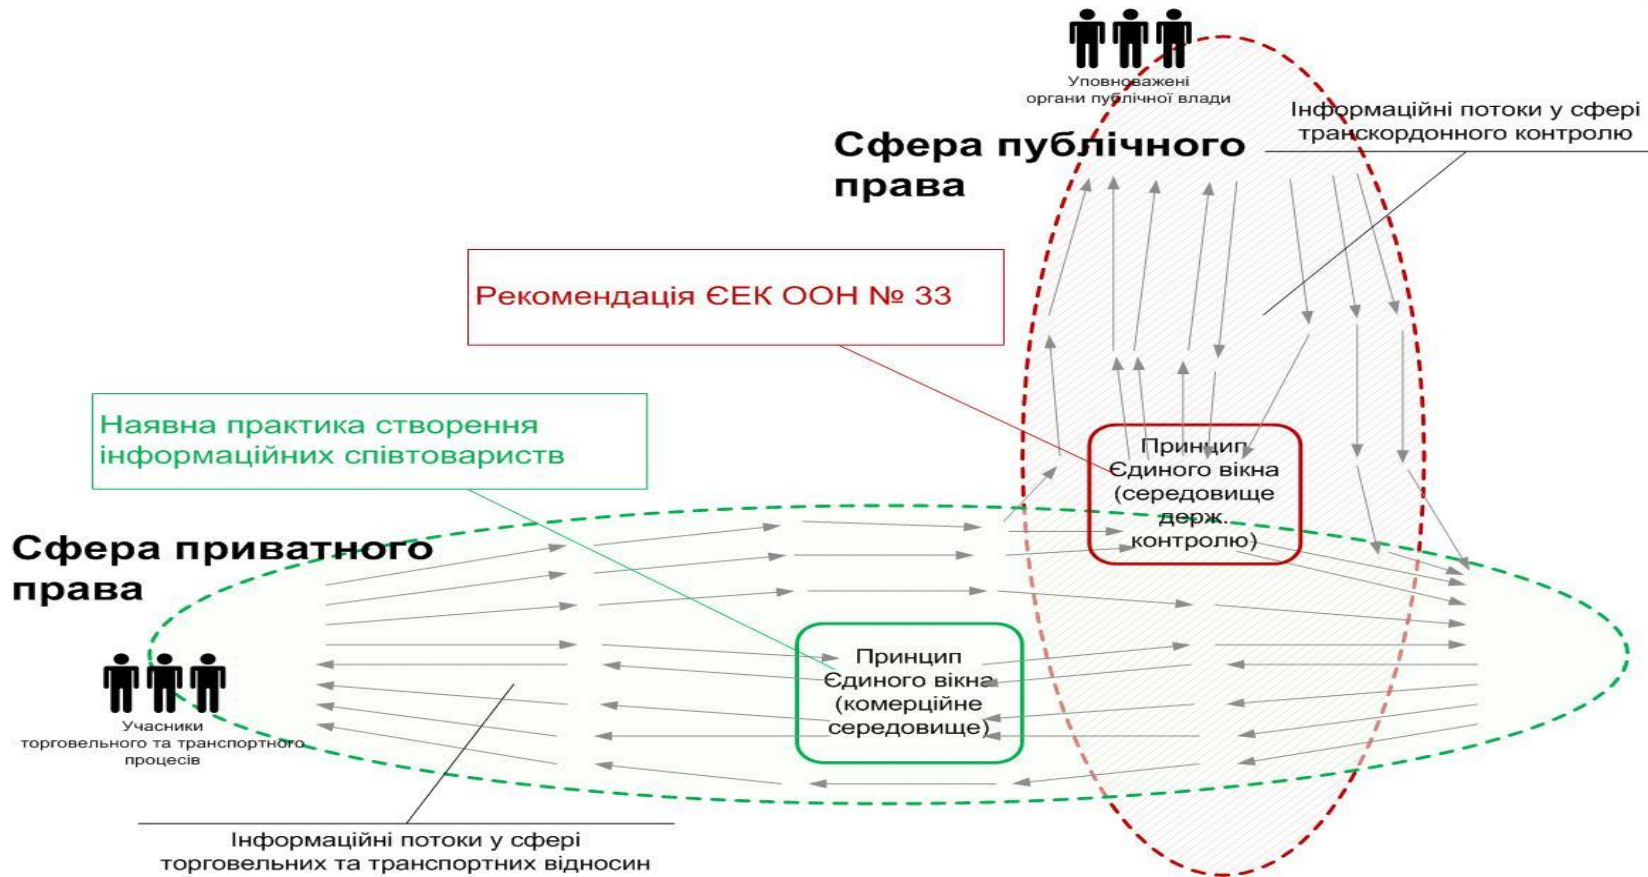 Уповноважені
органи публічної влади
Інформаційні потоки у сфері
транскордонного контролю
Сфера публічного
права
Рекомендація ЄЕК ООН № 33
Наявна практика створення
інформаційних співтовариств
Принцип
Єдиного вікна
(середовище
держ.
контролю)
Сфера приватного
права
Принцип
Єдиного вікна
(комерційне
середовище)
Учасники
торговельного та транспортного
процесів
Інформаційні потоки у сфері
торговельних та транспортних відносин